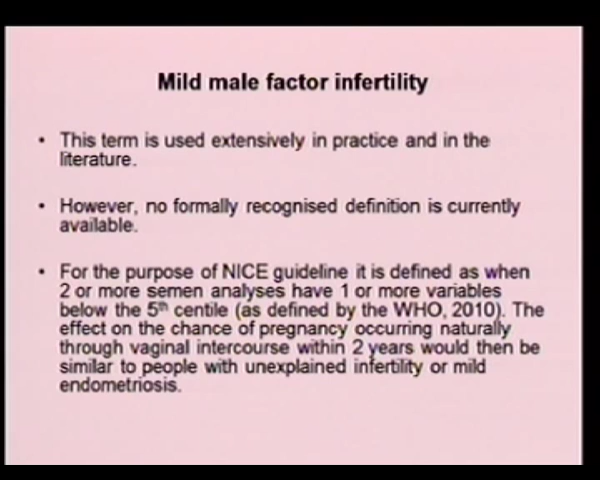 Mild male factor infertility
• This term is used extensively in practice and in the
literature.
• However, no formally recognised definition is currently
available.
• For the purpose of NICE guideline it is defined as when
2 or more semen analyses have 1 or more variables
below the 5th centile (as defined by the WHO, 2010). The
effect on the chance of pregnancy occurring naturally
through vaginal intercourse within 2 years would then be
similar to people with unexplained infertility or mild
endometriosis.